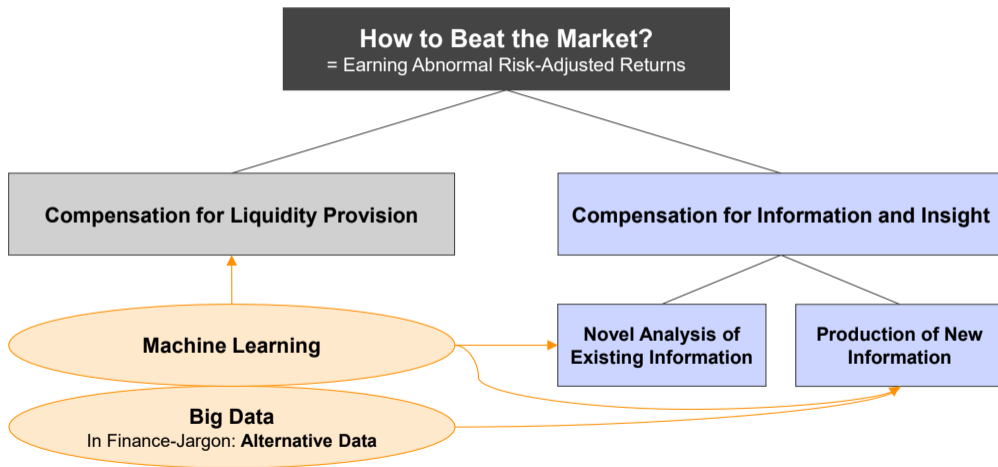 How to Beat the Market?
= Earning Abnormal Risk-Adjusted Returns
Compensation for Liquidity Provision
Compensation for Information and Insight
Machine Learning
Novel Analysis of
Existing Information
Production of New
Information
Big Data
In Finance-Jargon: Alternative Data